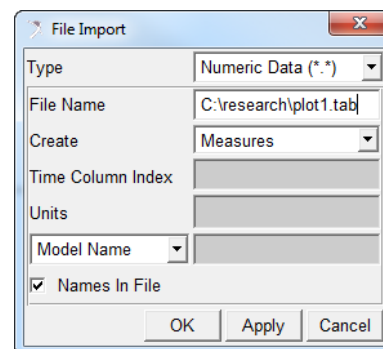 File Import
Type Numeric Data (*.*)
File Name C:\research\plot1.tab
Create Measures
Time Column Index
Units
Model Name
Names In File
OK Apply Cancel